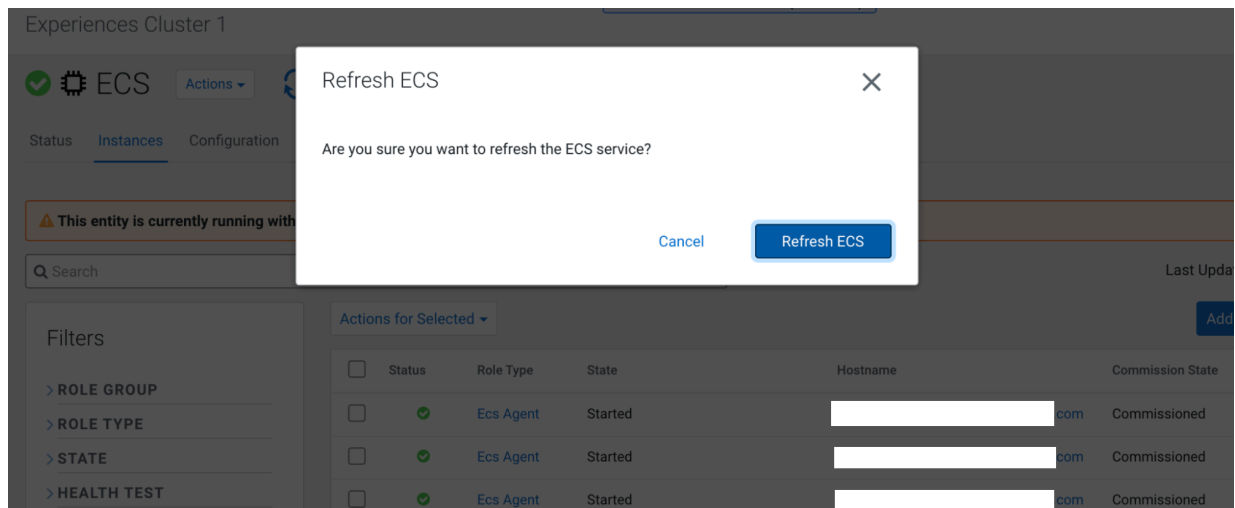 Experiences Cluster 1
ECS Actions
Refresh ECS
Status Instances Configuration
Are you sure you want to refresh the ECS service?
This entity is currently running with
Cancel Refresh ECS
Search
Last Upda
Actions for Selected
Add
Filters
Status Role Type State Hostname Commission State
ROLE GROUP
Ecs Agent Started .com Commissioned
ROLE TYPE
Ecs Agent Started com Commissioned
STATE
HEALTH TEST
Ecs Agent Started com Commissioned